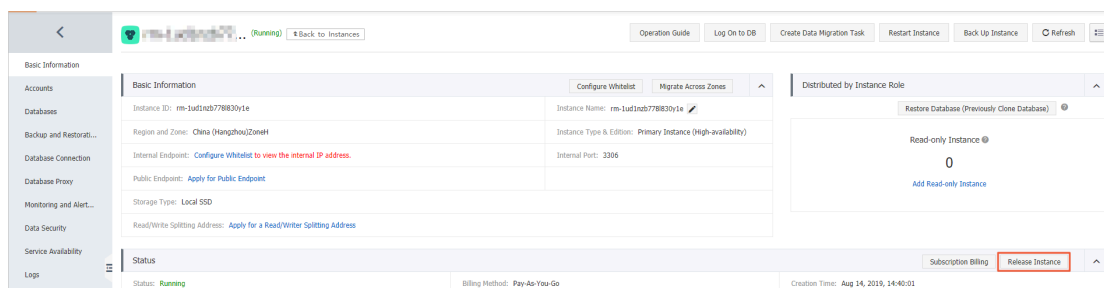 (Running) Back to Instances Operation Guide Log On to DB Create Data Migration Task Restart Instance Back Up Instance Refresh
Basic Information
Accounts
Databases
Backup and Restorati...
Database Connection
Database Proxy
Monitoring and Alert...
Data Security
Service Availability
Logs
Basic Information Configure Whitelist Migrate Across Zones
Instance ID: rm-1ud1nzb778l830y1e Instance Name: rm-1ud1nzb778l830y1e
Region and Zone: China (Hangzhou)ZoneH Instance Type & Edition: Primary Instance (High-availability)
Internal Endpoint: Configure Whitelist to view the internal IP address. Internal Port: 3306
Public Endpoint: Apply for Public Endpoint
Storage Type: Local SSD
Read/Write Splitting Address: Apply for a Read/Writer Splitting Address
Distributed by Instance Role
Restore Database (Previously Clone Database)
Read-only Instance
0
Add Read-only Instance
Status Subscription Billing Release Instance
Status: Running Billing Method: Pay-As-You-Go Creation Time: Aug 14, 2019, 14:40:01